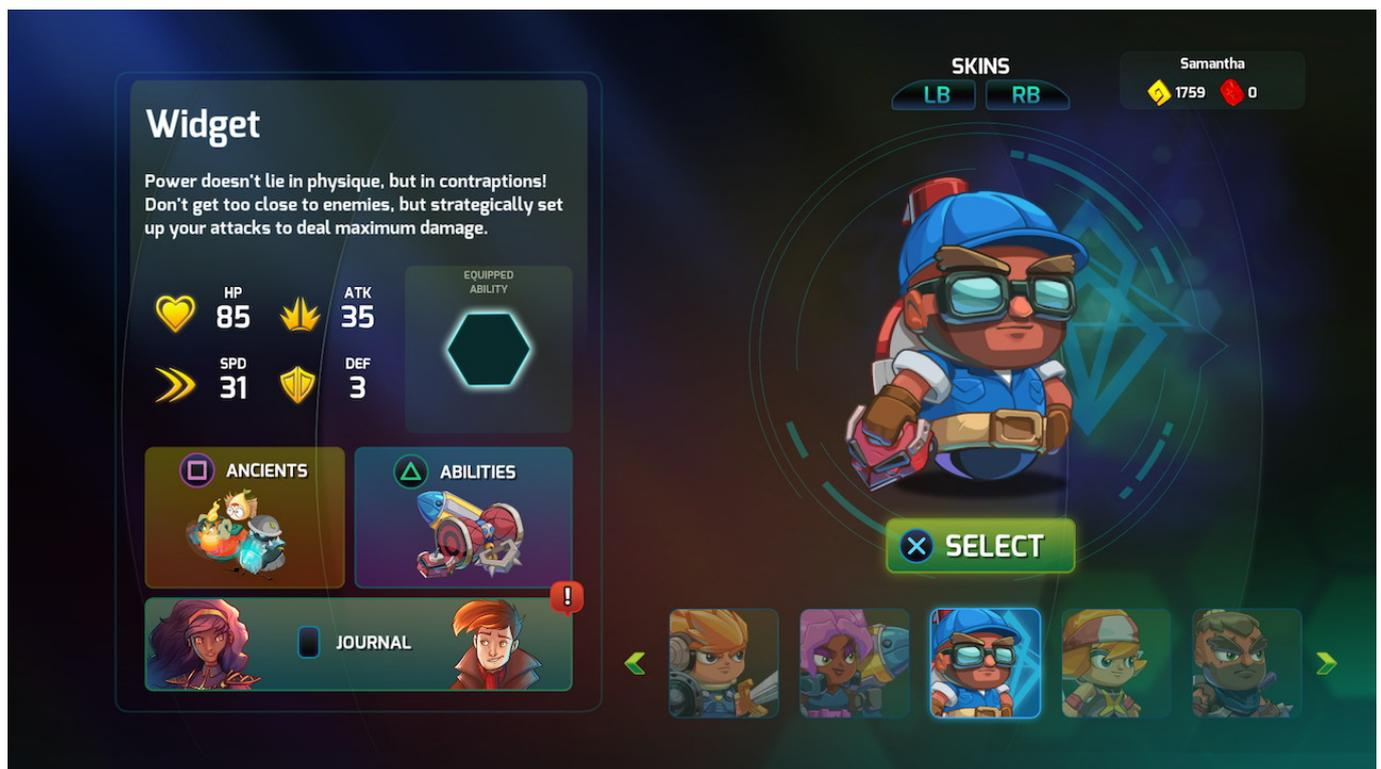 SKINS
Samantha
LB
RB
1759
0
Widget
Power doesn't lie in physique, but in contraptions!
Don't get too close to enemies, but strategically set
up your attacks to deal maximum damage.
EQUIPPED
ABILITY
HP
85
ATK
35
SPD
31
DEF
3
ANCIENTS
ABILITIES
!
JOURNAL
SELECT